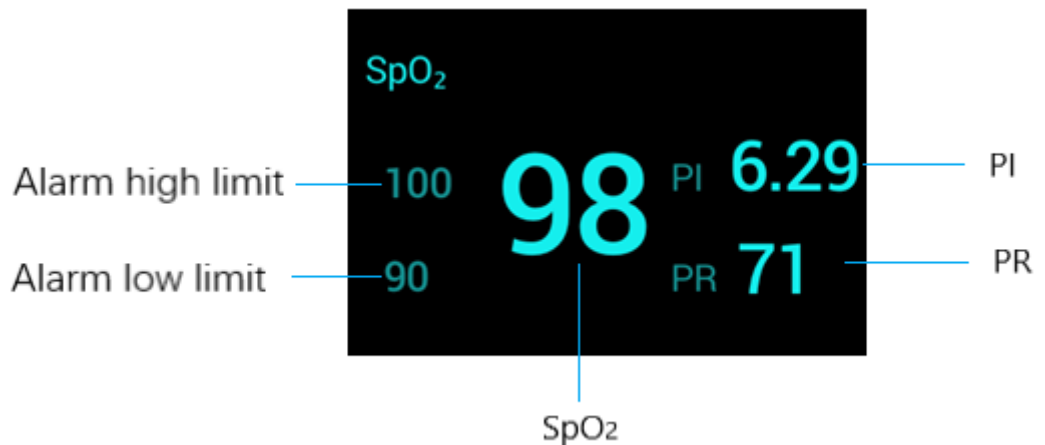 SpO₂
Alarm high limit 100 98 PI 6.29 PI
Alarm low limit 90 PR 71 PR
SpO2